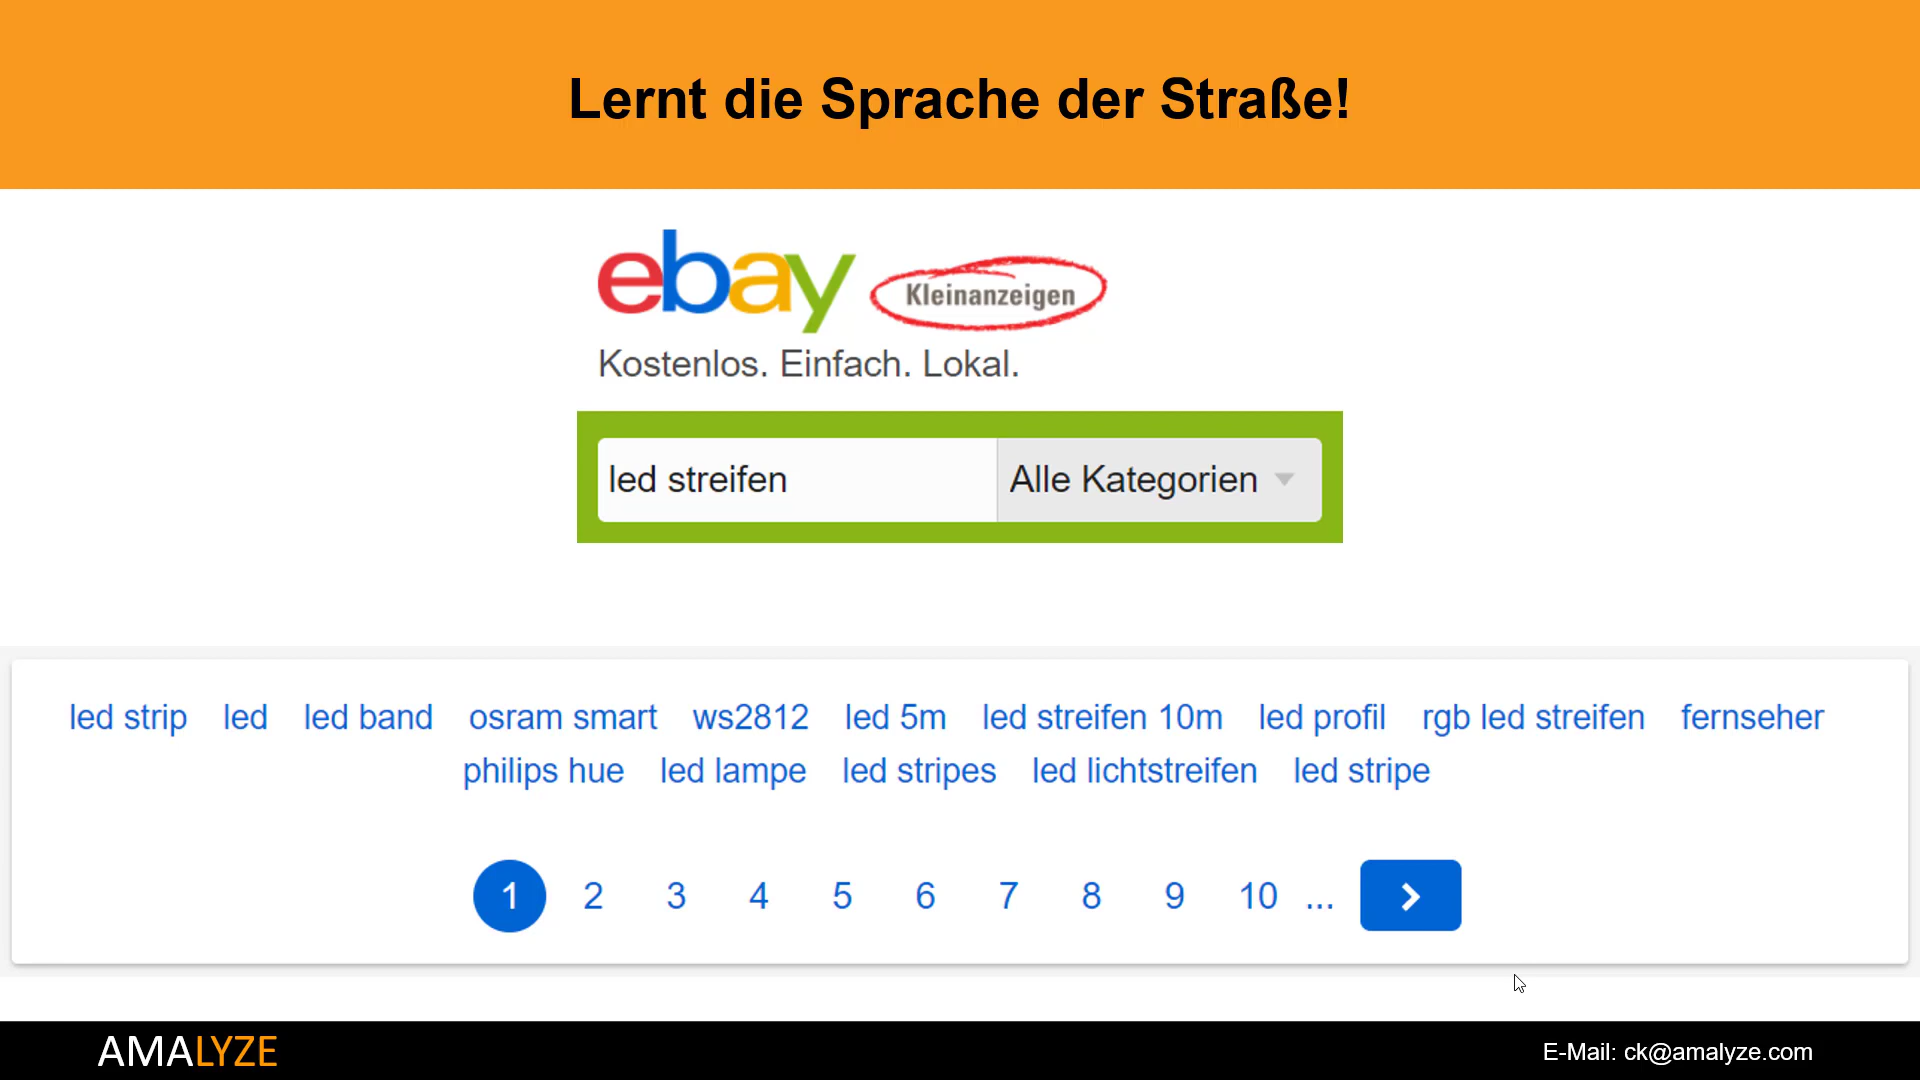 Lernt die Sprache der Straße!
ebay Kleinanzeigen
Kostenlos. Einfach. Lokal.
led streifen Alle Kategorien
led strip led led band osram smart ws2812 led 5m led streifen 10m led profil rgb led streifen fernseher
philips hue led lampe led stripes led lichtstreifen led stripe
1 2 3 4 5 6 7 8 9 10 ...
AMALYZE E-Mail: ck@amalyze.com